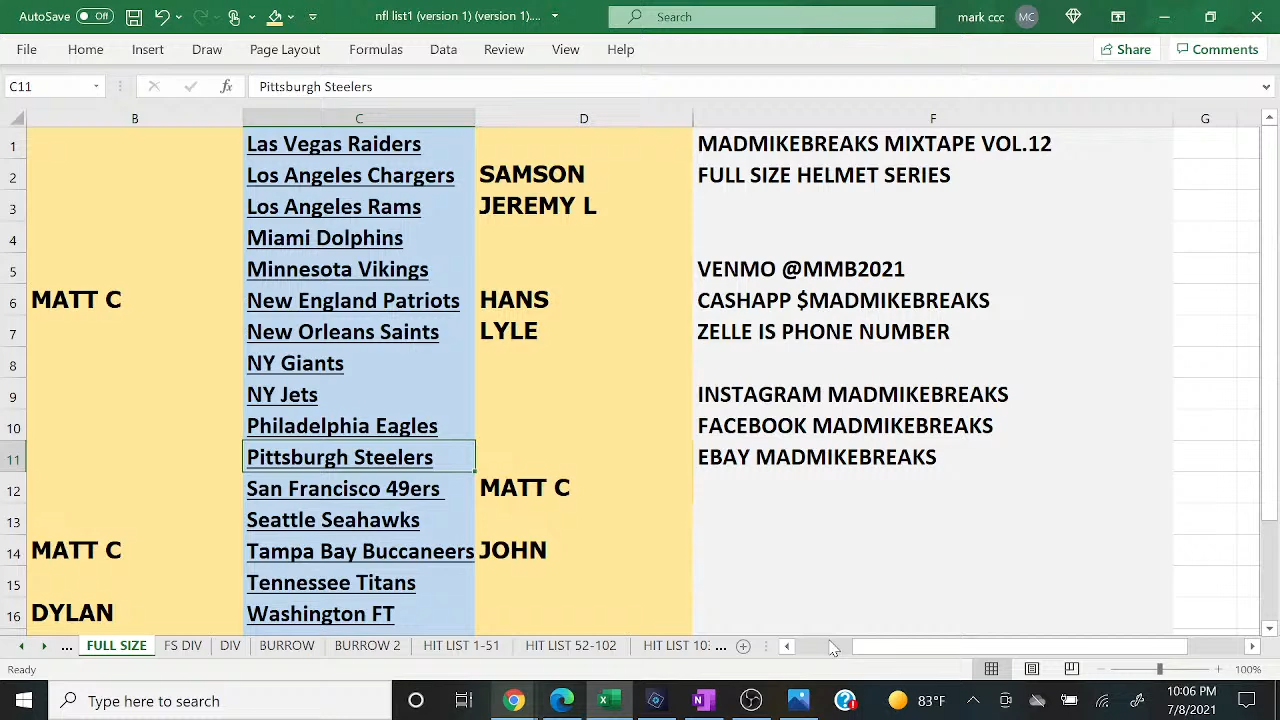 AutoSave Off nfl list1 (version 1) (version 1).... Search mark ccc MC
File Home Insert Draw Page Layout Formulas Data Review View Help Share Comments
C11 fx Pittsburgh Steelers
B C D F G
1 Las Vegas Raiders MADMIKEBREAKS MIXTAPE VOL.12
2 Los Angeles Chargers SAMSON FULL SIZE HELMET SERIES
3 Los Angeles Rams JEREMY L
4 Miami Dolphins
5 Minnesota Vikings VENMO @MMB2021
6 MATT C New England Patriots HANS CASHAPP $MADMIKEBREAKS
7 New Orleans Saints LYLE ZELLE IS PHONE NUMBER
8 NY Giants
9 NY Jets INSTAGRAM MADMIKEBREAKS
10 Philadelphia Eagles FACEBOOK MADMIKEBREAKS
11 Pittsburgh Steelers EBAY MADMIKEBREAKS
12 San Francisco 49ers MATT C
13 Seattle Seahawks
14 MATT C Tampa Bay Buccaneers JOHN
15 Tennessee Titans
16 DYLAN Washington FT
... FULL SIZE FS DIV DIV BURROW BURROW 2 HIT LIST 1-51 HIT LIST 52-102 HIT LIST 10: ...
Ready 100%
Type here to search 83°F 10:06 PM
7/8/2021